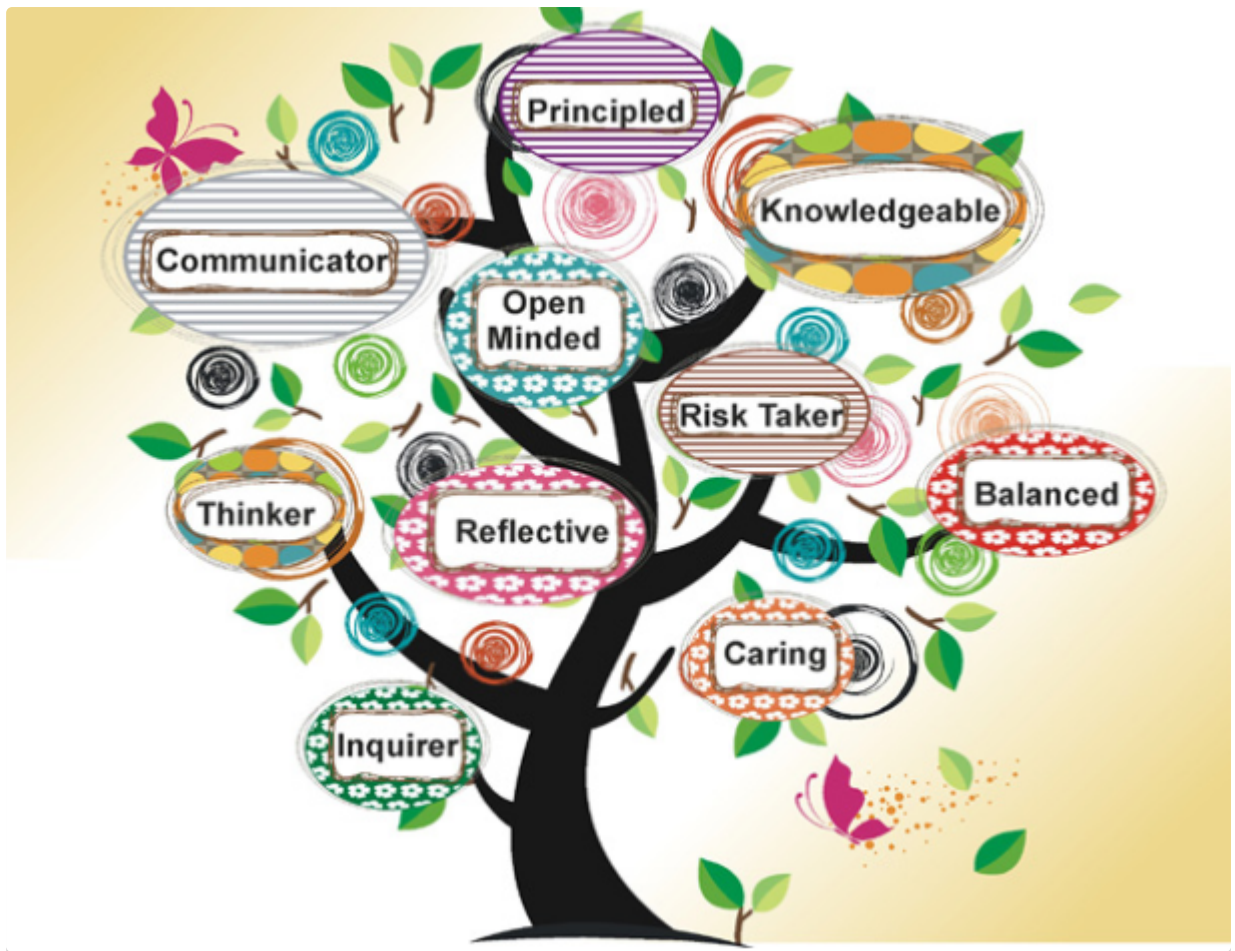 Principled
Knowledgeable
Communicator
Open
Minded
Risk Taker
Balanced
Thinker
Reflective
Caring
Inquirer